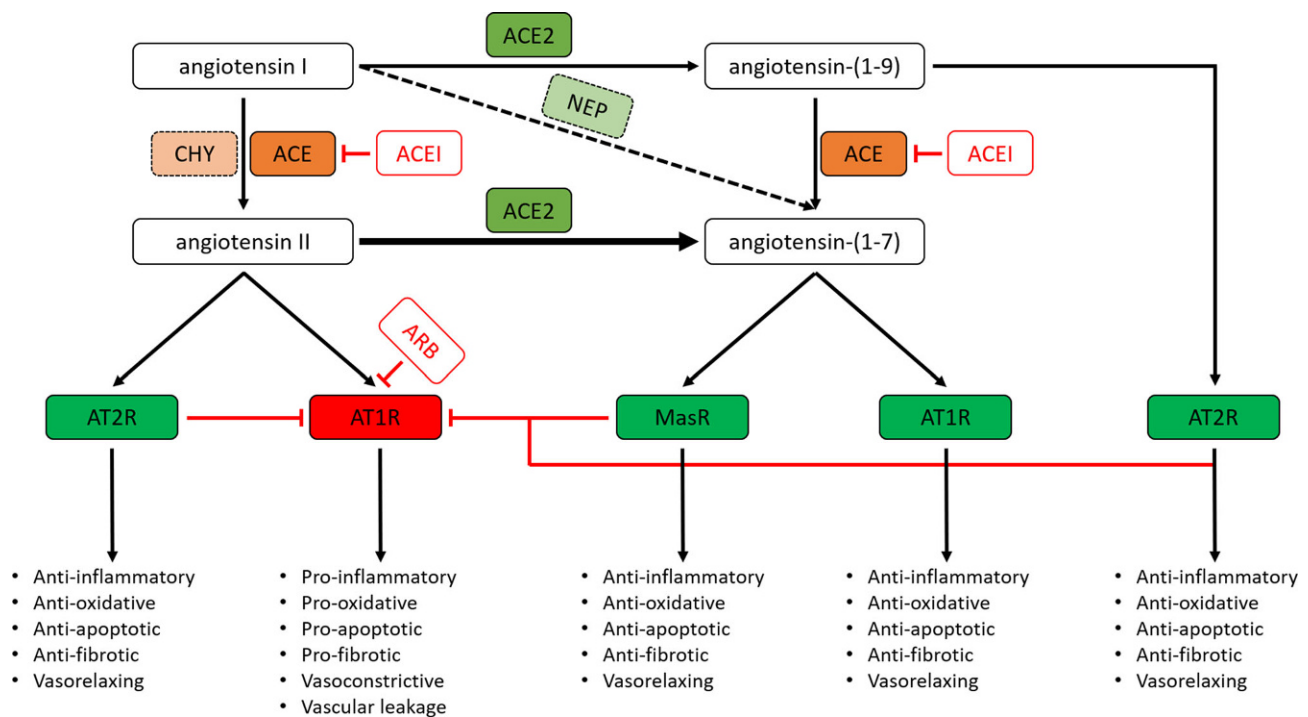 ACE2
angiotensin I
angiotensin-(1-9)
NEP
CHY
ACE
ACEI
ACE
ACEI
ACE2
angiotensin II
angiotensin-(1-7)
ARB
AT2R
AT1R
MasR
AT1R
AT2R
• Anti-inflammatory
• Anti-oxidative
• Anti-apoptotic
• Anti-fibrotic
• Vasorelaxing
• Pro-inflammatory
• Pro-oxidative
• Pro-apoptotic
• Pro-fibrotic
• Vasoconstrictive
• Vascular leakage
• Anti-inflammatory
• Anti-oxidative
• Anti-apoptotic
• Anti-fibrotic
• Vasorelaxing
• Anti-inflammatory
• Anti-oxidative
• Anti-apoptotic
• Anti-fibrotic
• Vasorelaxing
• Anti-inflammatory
• Anti-oxidative
• Anti-apoptotic
• Anti-fibrotic
• Vasorelaxing